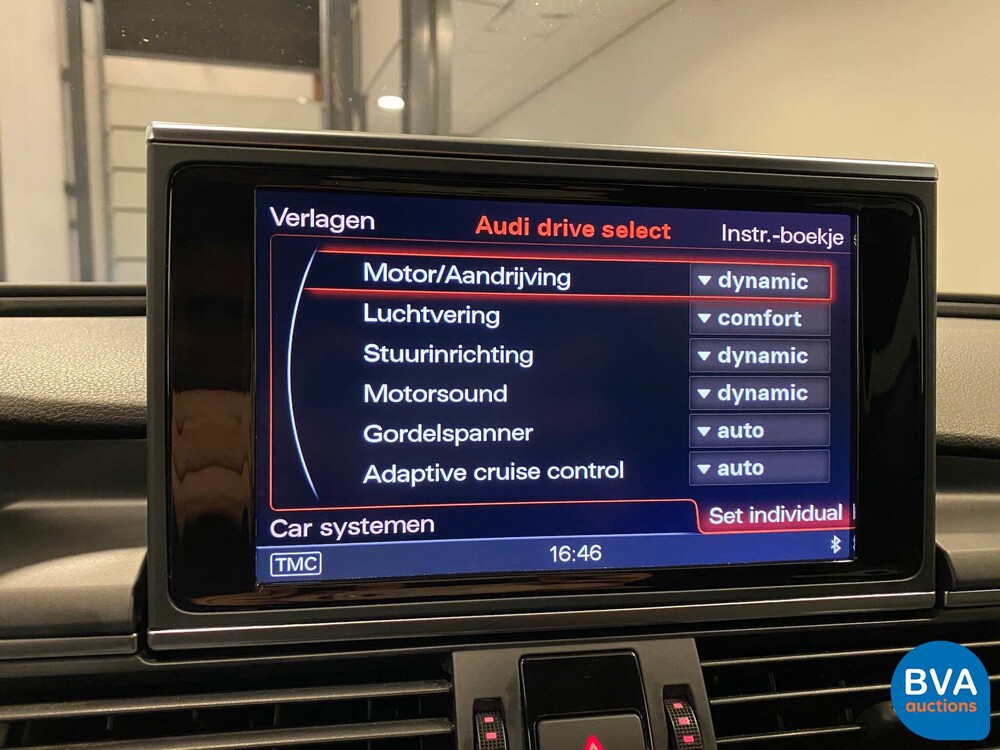 Verlagen Audi drive select Instr.-boekje
Motor/Aandrijving dynamic
Luchtvering comfort
Stuurinrichting dynamic
Motorsound dynamic
Gordelspanner auto
Adaptive cruise control auto
Car systemen Set individual
TMC 16:46
BVA
auctions